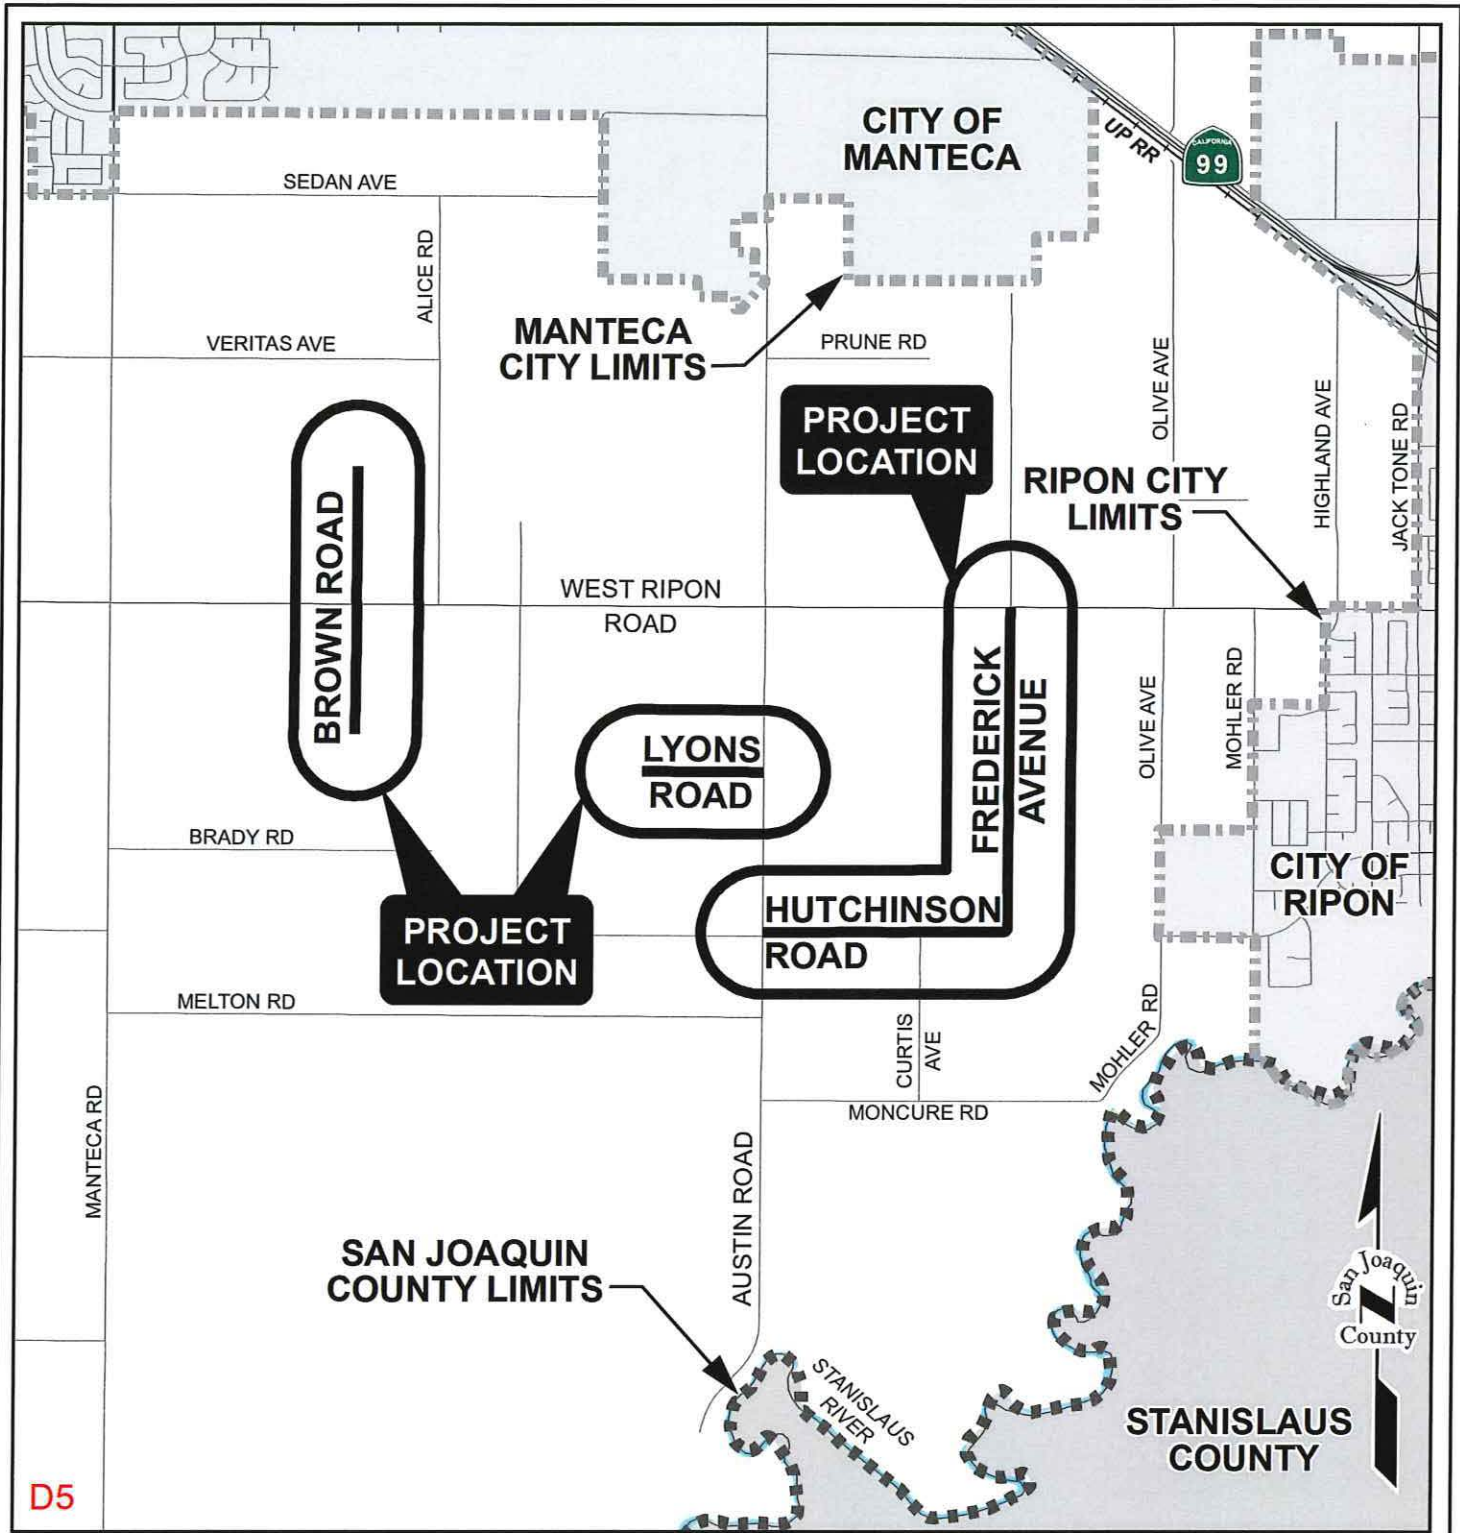 CITY OF
MANTECA
UP RR
CALIFORNIA
99
SEDAN AVE
ALICE RD
MANTECA
CITY LIMITS
VERITAS AVE
PRUNE RD
OLIVE AVE
HIGHLAND AVE
JACK TONE RD
PROJECT
LOCATION
RIPON CITY
LIMITS
BROWN ROAD
WEST RIPON
ROAD
FREDERICK
AVENUE
OLIVE AVE
MOHLER RD
LYONS
ROAD
BRADY RD
CITY OF
RIPON
HUTCHINSON
ROAD
PROJECT
LOCATION
MELTON RD
CURTIS
AVE
MOHLER RD
MONCURE RD
MANTECA RD
AUSTIN ROAD
SAN JOAQUIN
COUNTY LIMITS
San Joaquin
County
STANISLAUS
RIVER
STANISLAUS
COUNTY
D5